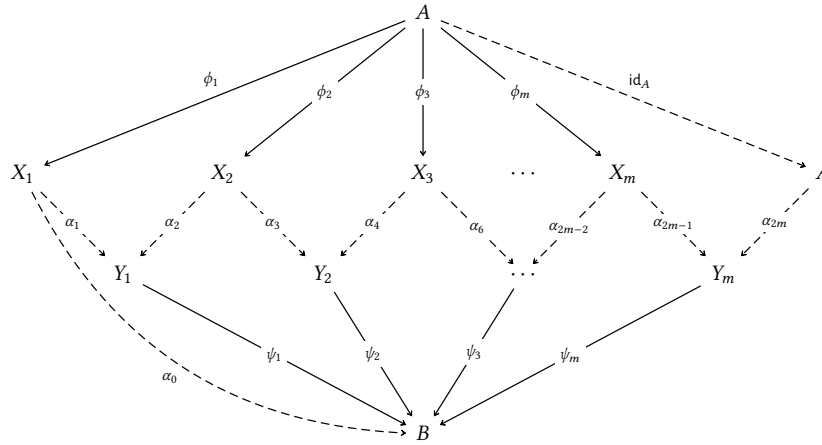 A
ϕ₁ ϕ₂ ϕ₃ ϕₘ id_A
X₁ X₂ X₃ ⋯ Xₘ A
α₁ α₂ α₃ α₄ α₆ α₂ₘ₋₂ α₂ₘ₋₁ α₂ₘ
Y₁ Y₂ ⋯ Yₘ
ψ₁ ψ₂ ψ₃ ψₘ
α₀
B